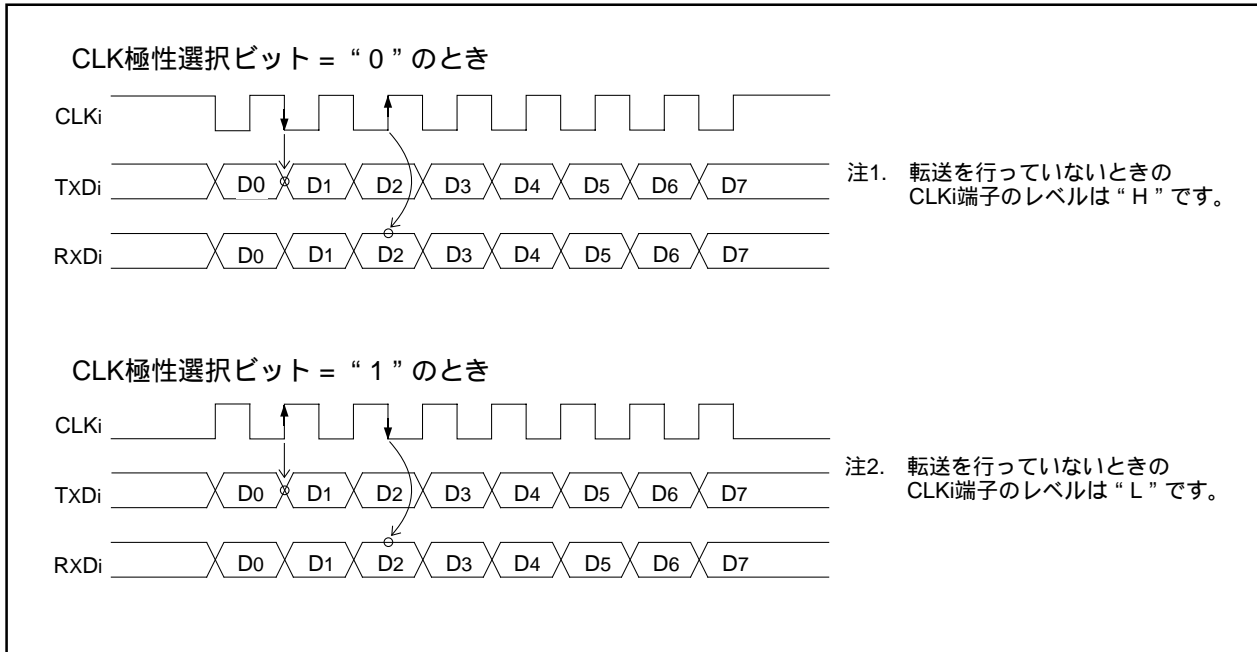 CLK極性選択ビット = “ 0 ” のとき
CLKi
TXDi D0 D1 D2 D3 D4 D5 D6 D7
RXDi D0 D1 D2 D3 D4 D5 D6 D7
注1. 転送を行っていないときの
CLKi端子のレベルは “ H ” です。
CLK極性選択ビット = “ 1 ” のとき
CLKi
TXDi D0 D1 D2 D3 D4 D5 D6 D7
RXDi D0 D1 D2 D3 D4 D5 D6 D7
注2. 転送を行っていないときの
CLKi端子のレベルは “ L ” です。